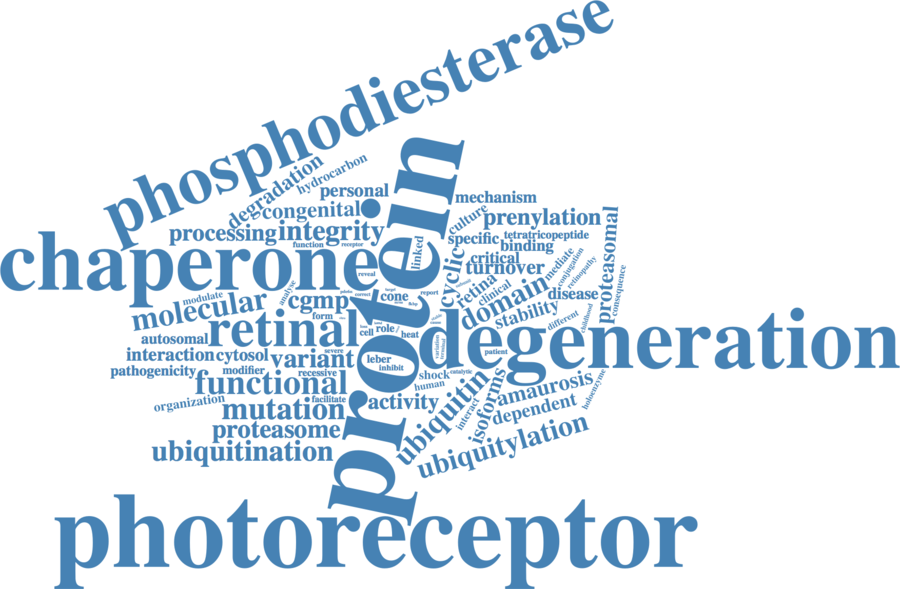 phosphodiesterase
degradation
hydrocarbon
personal
protein
mechanism
congenital
culture
prenylation
processing
integrity
linked
specific
tetratricopeptide
binding
proteasomal
function
receptor
chaperone
cyclic
critical
mediate
conjugation
retinopathy
turnover
reveal
retina
clinical
consequence
analyse
modulate
molecular
cgmp
cone
report
domain
disease
stability
form
childhood
different
autosomal
retinal
cell
role
heat
degeneration
interaction
cytosol
variant
severe
leber
inhibit
patient
pathogenicity
modifier
recessive
shock
catalytic
human
functional
ubiquitin
isoforms
amaurosis
holoenzyme
organization
facilitate
mutation
activity
interact
dependent
proteasome
ubiquitination
ubiquitylation
photoreceptor